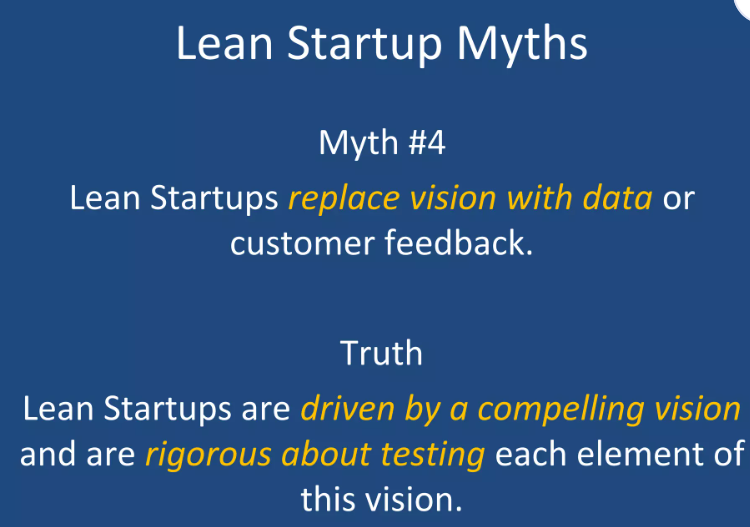 Lean Startup Myths
Myth #4
Lean Startups replace vision with data or
customer feedback.
Truth
Lean Startups are driven by a compelling vision
and are rigorous about testing each element of
this vision.